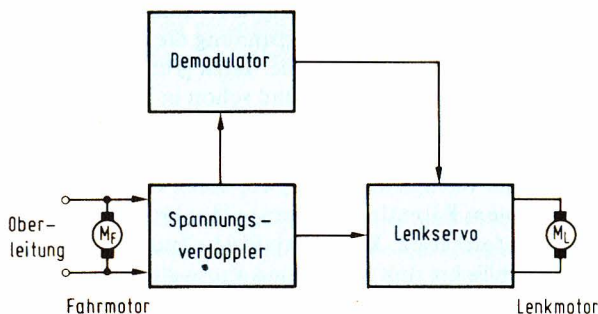 Demodulator
Ober-
leitung
M_F
Spannungs-
verdoppler
Lenkservo
M_L
Fahrmotor
Lenkmotor